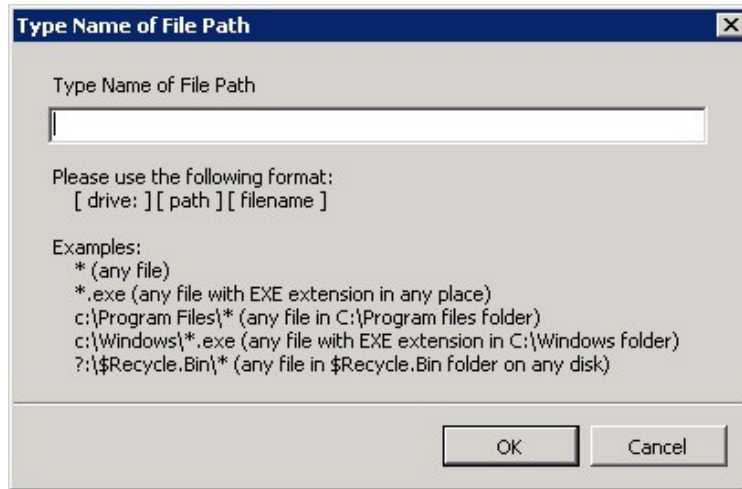 Type Name of File Path
Type Name of File Path
Please use the following format:
[ drive: ] [ path ] [ filename ]
Examples:
* (any file)
*.exe (any file with EXE extension in any place)
c:\Program Files\* (any file in C:\Program files folder)
c:\Windows\*.exe (any file with EXE extension in C:\Windows folder)
?:\$Recycle.Bin\* (any file in $Recycle.Bin folder on any disk)
OK Cancel